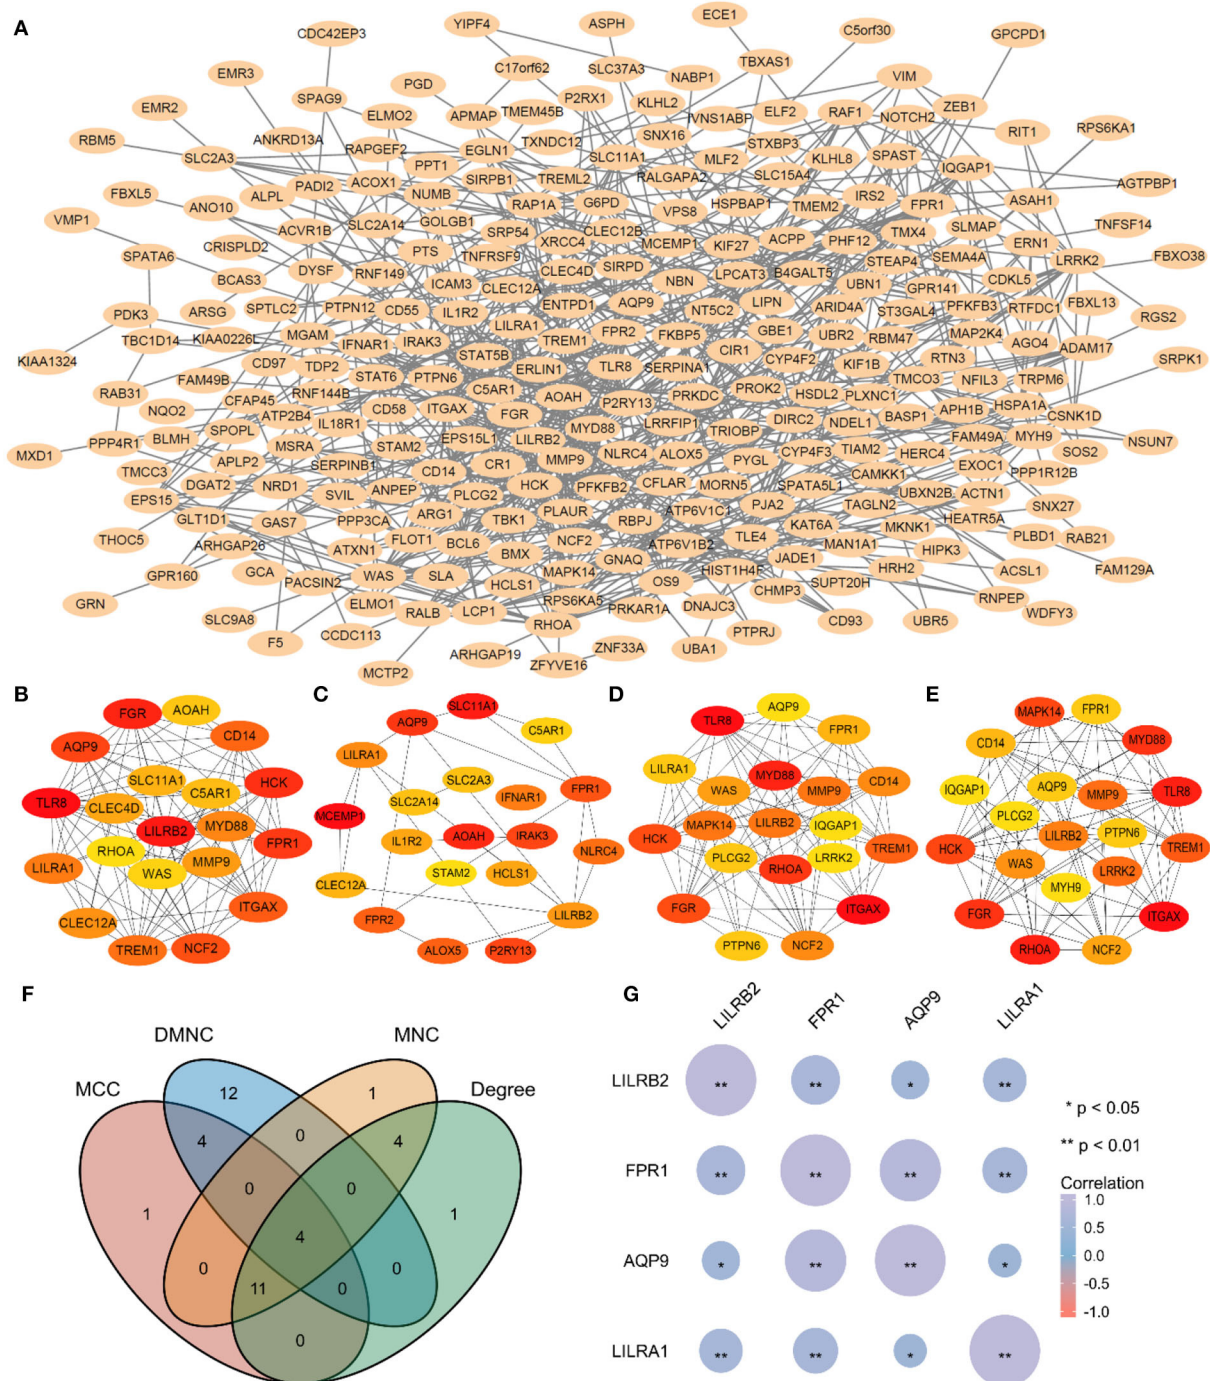 A
YIPF4
ASPH
ECE1
C5orf30
GPCPD1
CDC42EP3
EMR3
C17orf62
SLC37A3
NABP1
TBXAS1
VIM
PGD
EMR2
SPAG9
ELMO2
APMAP
TMEM45B
P2RX1
KLHL2
IVNS1ABP
ELF2
RAF1
NOTCH2
ZEB1
RIT1
RPS6KA1
RBM5
ANKRD13A
SLC2A3
RAPGEF2
PPT1
EGLN1
TXNDC12
SLC11A1
SNX16
MLF2
STXBP3
KLHL8
SPAST
IQGAP1
AGTPBP1
FBXL5
ALPL
PADI2
ACOX1
NUMB
SIRPB1
TREML2
RALGAPA2
SLC15A4
IRS2
FPR1
ASAH1
VMP1
ANO10
ACVR1B
SLC2A14
GOLGB1
RAP1A
G6PD
VPS8
HSPBAP1
TMEM2
TMX4
SLMAP
TNFSF14
SPATA6
CRISPLD2
BCAS3
DYSF
RNF149
PTS
TNFRSF9
SRP54
XRCC4
CLEC12B
MCEMP1
KIF27
ACPP
PHF12
STEAP4
SEMA4A
ERN1
LRRK2
FBXO38
ICAM3
CLEC12A
CLEC4D
SIRPD
NBN
LPCAT3
B4GALT5
UBN1
GPR141
CDKL5
PDK3
ARSG
SPTLC2
PTPN12
CD55
IL1R2
ENTPD1
AQP9
NT5C2
LIPN
ARID4A
ST3GAL4
PFKFB3
RTFDC1
FBXL13
RGS2
KIAA1324
TBC1D14
KIAA0226L
MGAM
IFNAR1
IRAK3
LILRA1
TREM1
FPR2
FKBP5
GBE1
UBR2
RBM47
MAP2K4
AGO4
ADAM17
SRPK1
CD97
TDP2
STAT6
PTPN6
STAT5B
ERLIN1
TLR8
SERPINA1
CIR1
CYP4F2
KIF1B
RTN3
NFIL3
TRPM6
RAB31
FAM49B
CFAP45
RNF144B
C5AR1
AOAH
P2RY13
PRKDC
PROK2
HSDL2
PLXNC1
TMCO3
APH1B
HSPA1A
CSNK1D
NQO2
ATP2B4
CD58
ITGAX
FGR
MYD88
LRRFIP1
TRIOBP
DIRC2
NDEL1
BASP1
FAM49A
MYH9
SOS2
NSUN7
MXD1
PPP4R1
BLMH
SPOPL
MSRA
IL18R1
STAM2
EPS15L1
LILRB2
NLRC4
ALOX5
PYGL
CYP4F3
TIAM2
HERC4
EXOC1
PPP1R12B
TMCC3
APLP2
SERPINB1
CD14
CR1
MMP9
CFLAR
MORN5
SPATA5L1
CAMKK1
UBXN2B
ACTN1
SNX27
EPS15
DGAT2
NRD1
SVIL
ANPEP
PLCG2
HCK
PFKFB2
ATP6V1C1
PJA2
TAGLN2
HEATR5A
THOC5
GLT1D1
GAS7
PPP3CA
ARG1
TBK1
PLAUR
RBPJ
TLE4
KAT6A
MKNK1
PLBD1
RAB21
ARHGAP26
ATXN1
FLOT1
BCL6
BMX
NCF2
GNAQ
ATP6V1B2
JADE1
MAN1A1
HIPK3
FAM129A
GPR160
GCA
PACSIN2
WAS
SLA
HCLS1
MAPK14
OS9
HIST1H4F
CHMP3
SUPT20H
HRH2
ACSL1
GRN
SLC9A8
ELMO1
RALB
LCP1
RPS6KA5
PRKAR1A
DNAJC3
RNPEP
WDFY3
F5
CCDC113
RHOA
PTPRJ
CD93
UBR5
MCTP2
ARHGAP19
ZFYVE16
ZNF33A
UBA1
B
FGR
AOAH
AQP9
CD14
SLC11A1
HCK
C5AR1
TLR8
CLEC4D
LILRB2
MYD88
FPR1
RHOA
LILRA1
WAS
MMP9
ITGAX
CLEC12A
TREM1
NCF2
C
SLC11A1
AQP9
C5AR1
LILRA1
SLC2A3
FPR1
SLC2A14
IFNAR1
MCEMP1
AOAH
IRAK3
IL1R2
NLRC4
STAM2
HCLS1
CLEC12A
FPR2
LILRB2
ALOX5
P2RY13
D
AQP9
TLR8
FPR1
LILRA1
MYD88
WAS
MMP9
CD14
MAPK14
LILRB2
IQGAP1
HCK
TREM1
PLCG2
LRRK2
RHOA
FGR
ITGAX
PTPN6
NCF2
E
MAPK14
FPR1
CD14
MYD88
IQGAP1
AQP9
MMP9
TLR8
PLCG2
LILRB2
PTPN6
HCK
TREM1
WAS
LRRK2
MYH9
FGR
ITGAX
RHOA
NCF2
F
DMNC
MNC
MCC
Degree
12
1
4
0
4
0
0
1
4
1
0
11
0
0
0
G
LILRB2
FPR1
AQP9
LILRA1
LILRB2
**
**
*
**
* p < 0.05
** p < 0.01
FPR1
**
**
**
**
Correlation
1.0
0.5
0.0
-0.5
-1.0
AQP9
*
**
**
*
LILRA1
**
**
*
**